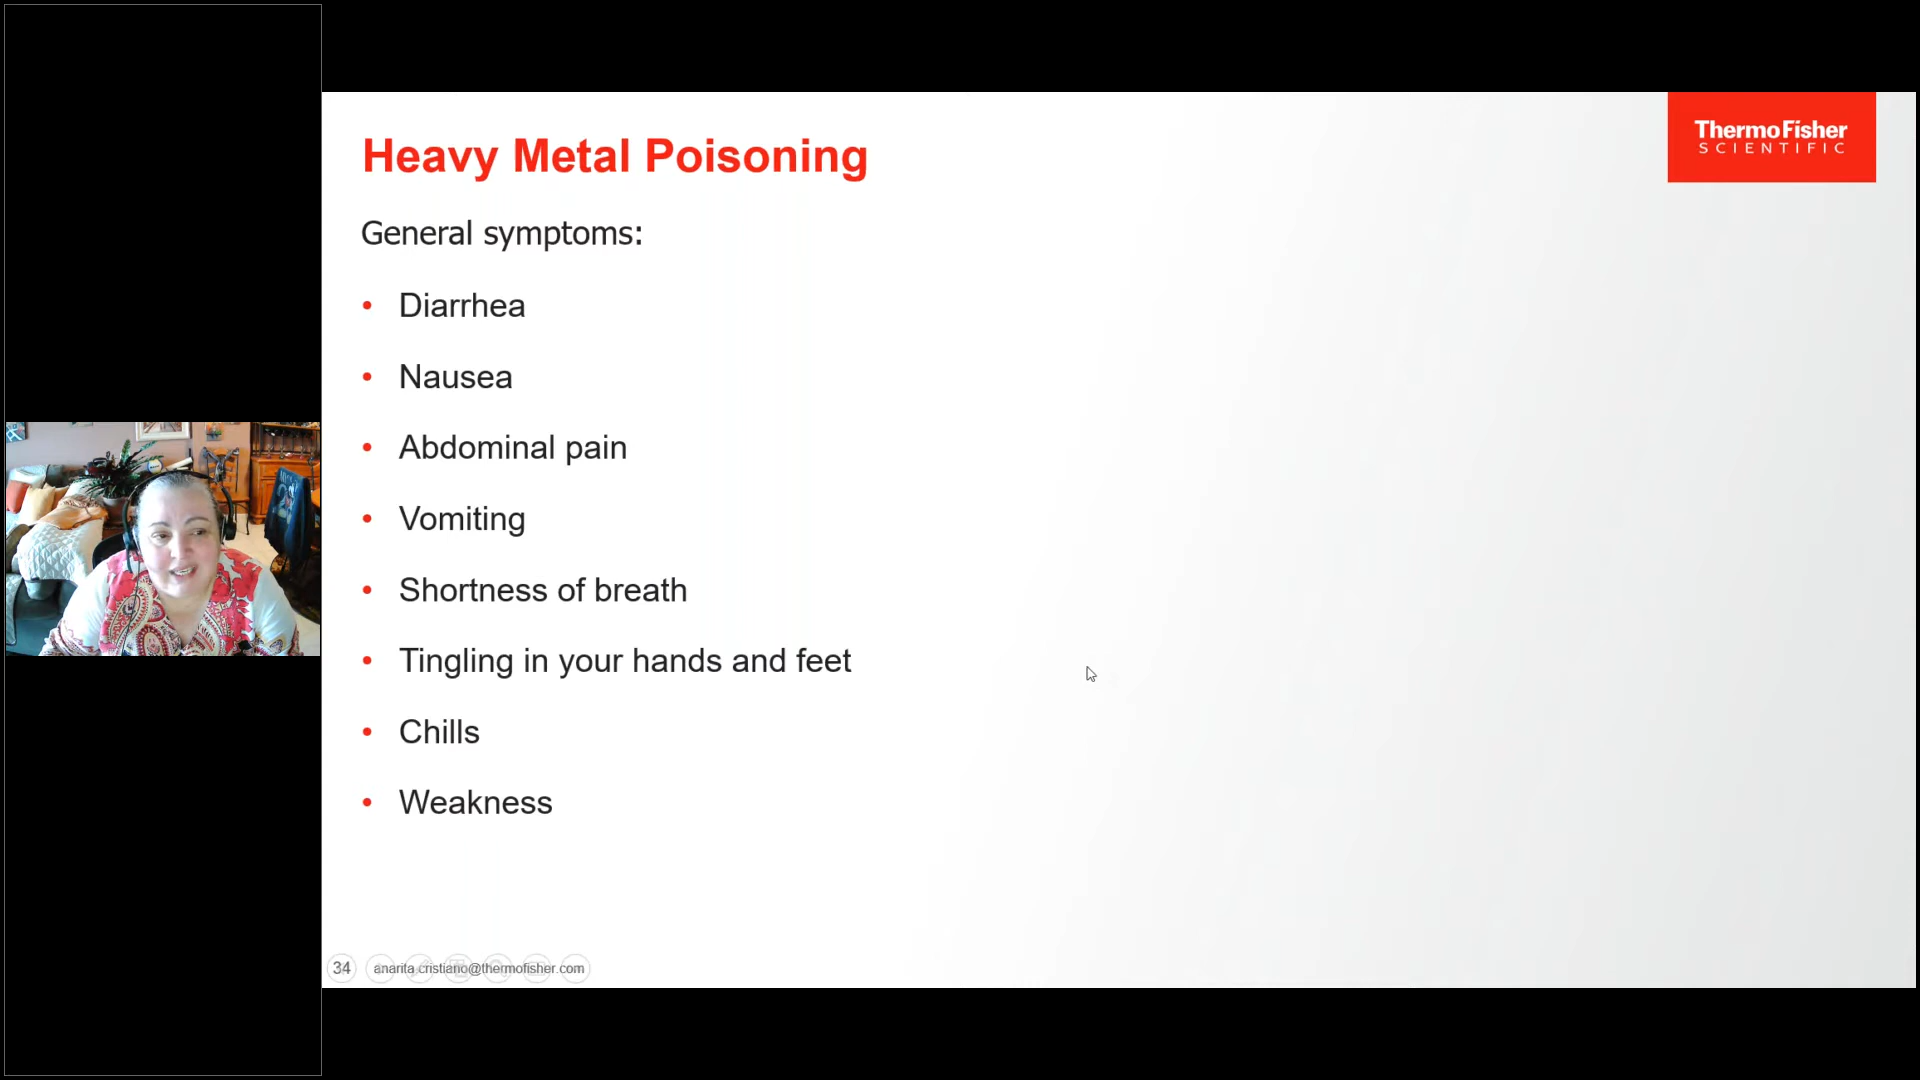 ThermoFisher
SCIENTIFIC
Heavy Metal Poisoning
General symptoms:
• Diarrhea
• Nausea
• Abdominal pain
• Vomiting
• Shortness of breath
• Tingling in your hands and feet
• Chills
• Weakness
34 anarita.cristiano@thermofisher.com